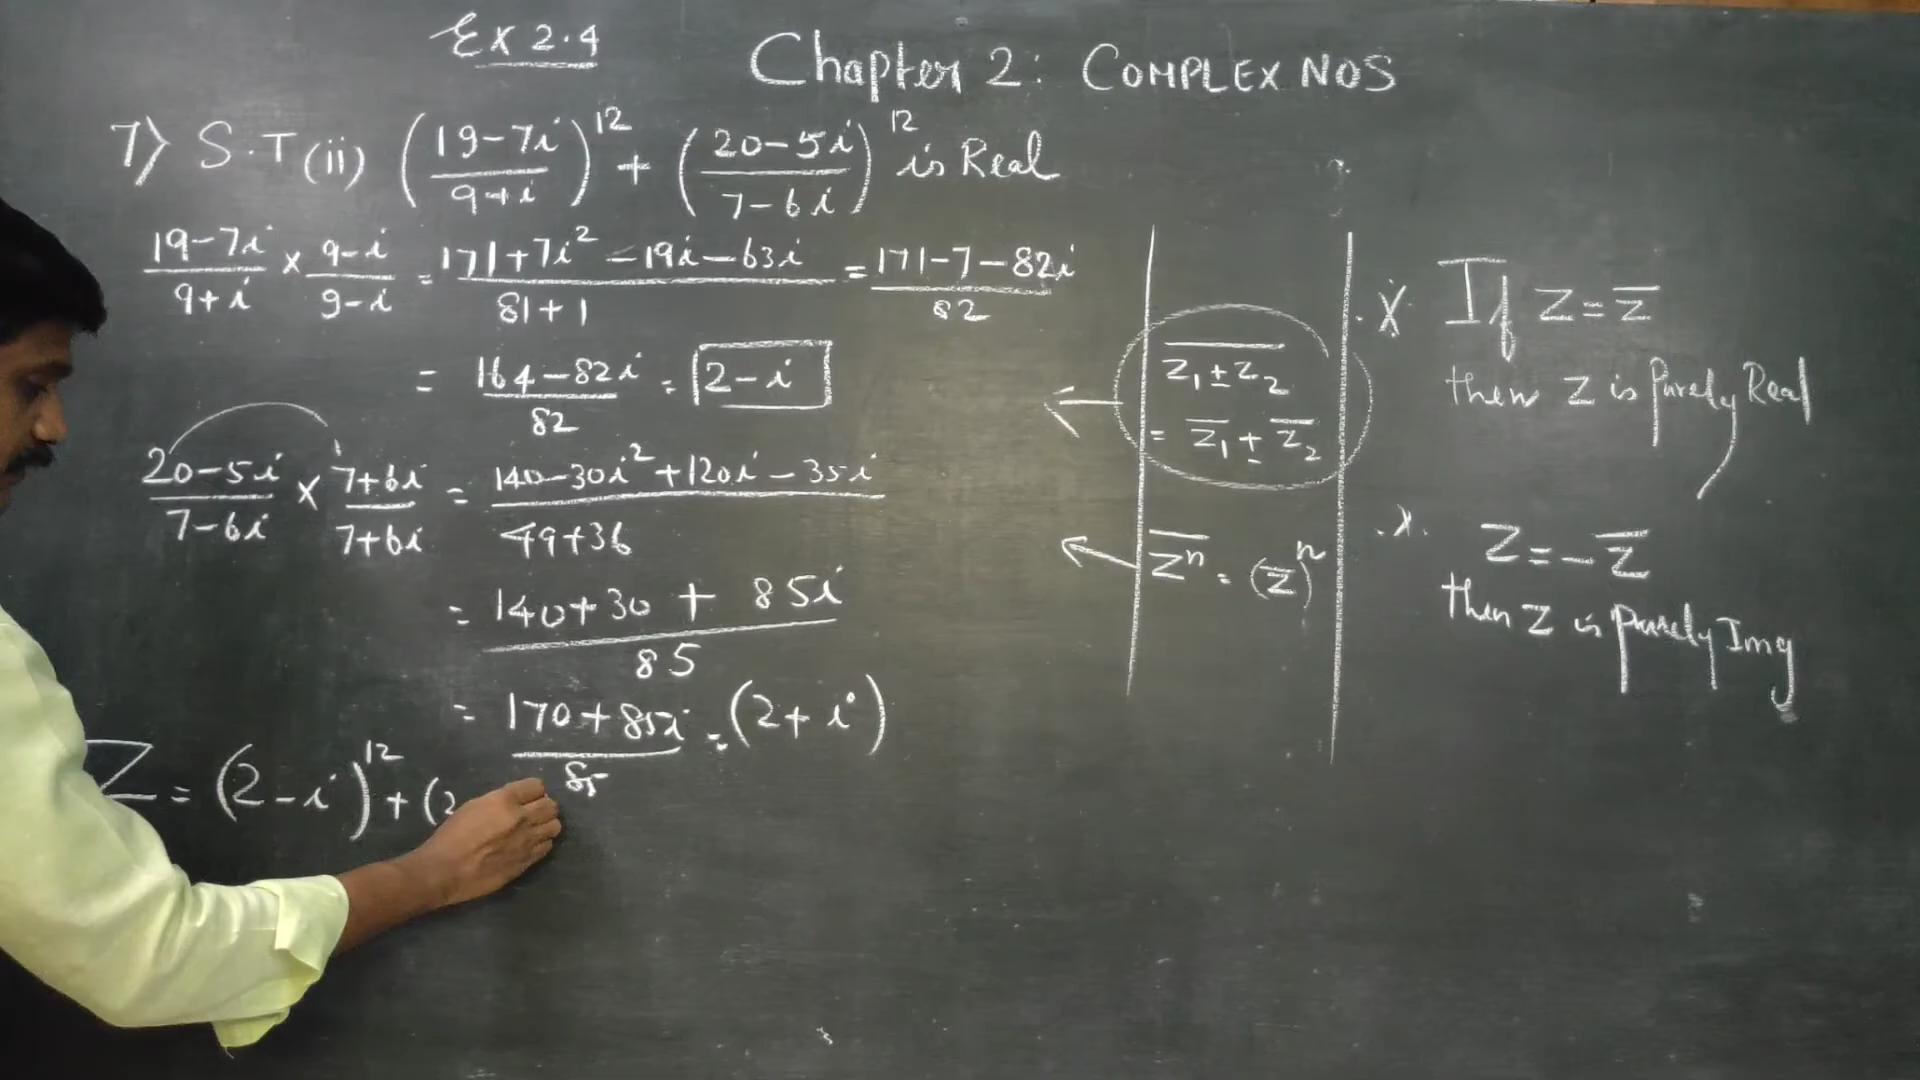 Ex 2.4
Chapter 2: COMPLEX NOS
7) S.T (ii) ((19-7i)/(9+i))^12 + ((20-5i)/(7-6i))^12 is Real
(19-7i)/(9+i) × (9-i)/(9-i) = (171+7i² -19i-63i)/(81+1) = (171-7-82i)/82
= (164-82i)/82 = 2-i
(20-5i)/(7-6i) × (7+6i)/(7+6i) = (140-30i²+120i-35i)/(49+36)
= (140+30 + 85i)/85
= (170+85i)/85 = (2+i)
Z = (2-i)^12 + (2
z̅₁̅ ̅±̅ ̅z̅₂̅
= z̅₁ ± z̅₂
z̅ⁿ̅ = (z̅)ⁿ
If Z = z̅
then Z is Purely Real
Z = -z̅
then Z is purely Img